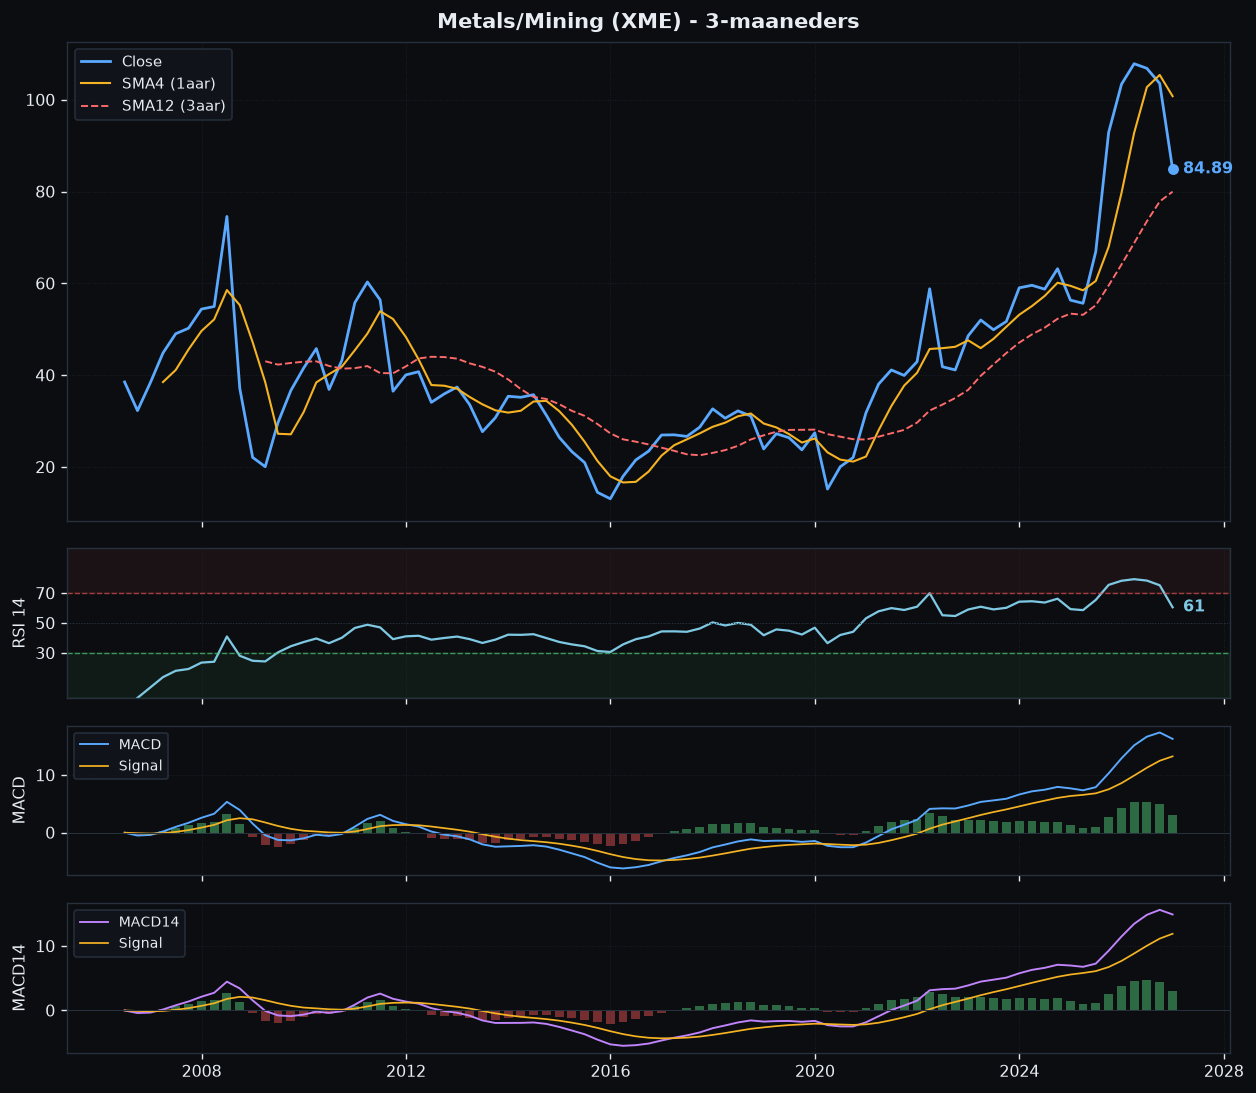 Metals/Mining (XME) - 3-maaneders
Close
SMA4 (1aar)
SMA12 (3aar)
100
80
60
40
20
84.89
RSI 14
70
50
30
61
MACD
MACD
Signal
10
0
MACD14
MACD14
Signal
10
0
2008
2012
2016
2020
2024
2028